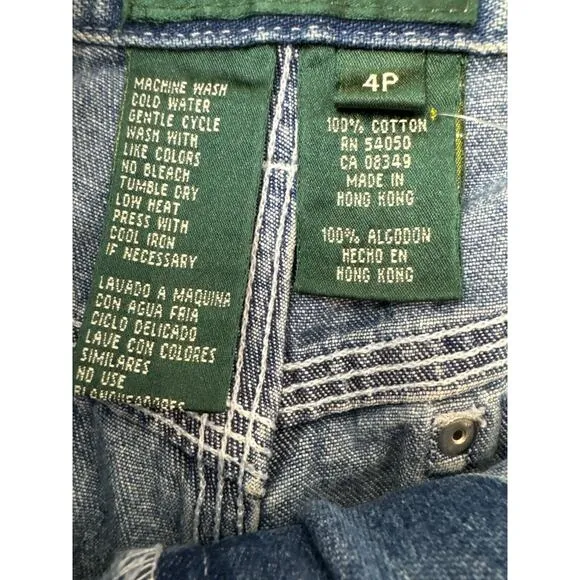 MACHINE WASH
COLD WATER
GENTLE CYCLE
WASH WITH
LIKE COLORS
NO BLEACH
TUMBLE DRY
LOW HEAT
PRESS WITH
COOL IRON
IF NECESSARY
LAVADO A MAQUINA
CON AGUA FRIA
CICLO DELICADO
LAVE CON COLORES
SIMILARES
NO USE
BLANQUEADORES
4P
100% COTTON
RN 54050
CA 08349
MADE IN
HONG KONG
100% ALGODON
HECHO EN
HONG KONG